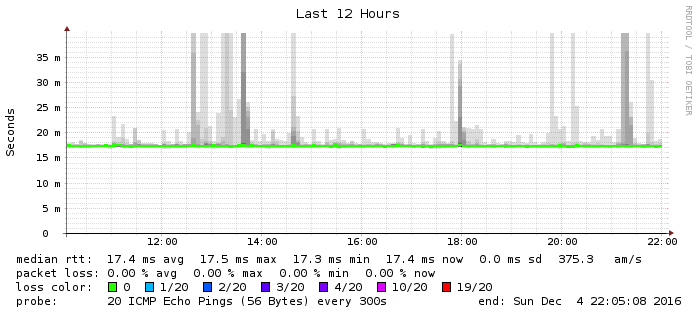 Last 12 Hours
RRDTOOL / TOBI OETIKER
Seconds
35 m
30 m
25 m
20 m
15 m
10 m
5 m
0
12:00 14:00 16:00 18:00 20:00 22:00
median rtt: 17.4 ms avg 17.5 ms max 17.3 ms min 17.4 ms now 0.0 ms sd 375.3 am/s
packet loss: 0.00 % avg 0.00 % max 0.00 % min 0.00 % now
loss color: 0 1/20 2/20 3/20 4/20 10/20 19/20
probe: 20 ICMP Echo Pings (56 Bytes) every 300s end: Sun Dec 4 22:05:08 2016